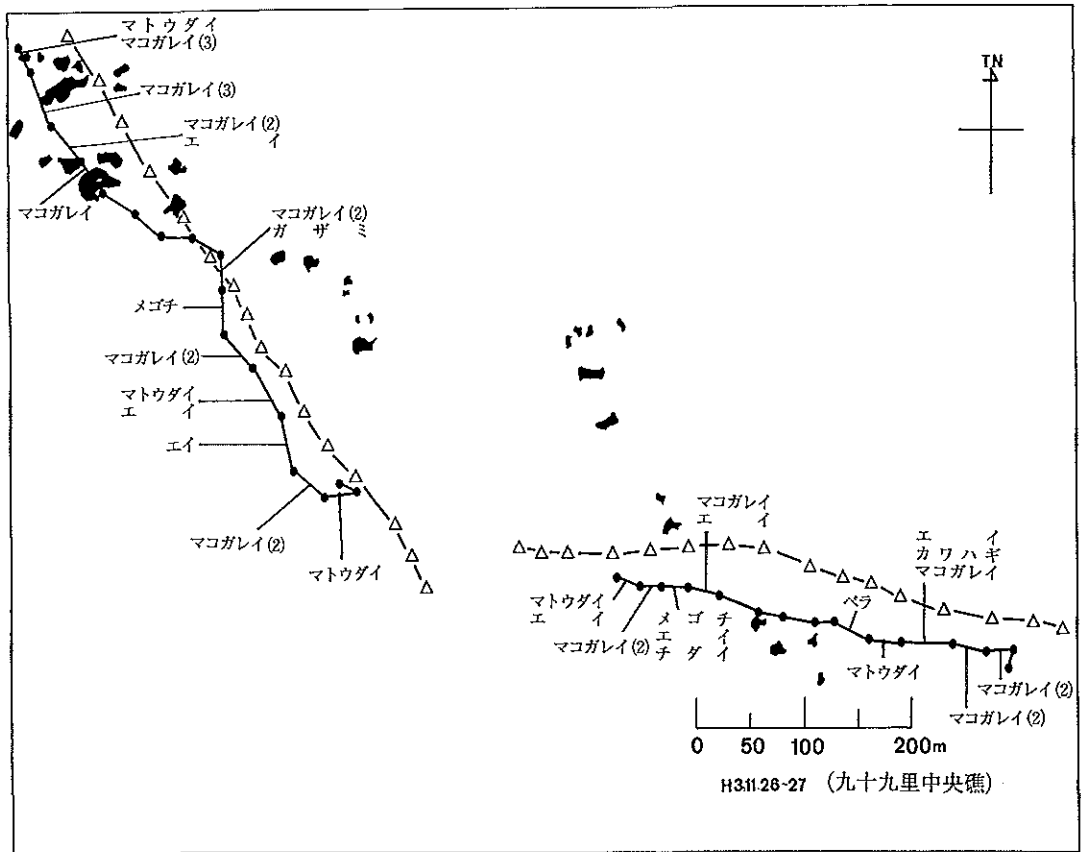 マトウダイ
マコガレイ(3)
TN
マコガレイ(3)
マコガレイ(2)
エイ
マコガレイ
マコガレイ(2)
ガザミ
メゴチ
マコガレイ(2)
マトウダイ
エイ
エイ
マコガレイ(2)
マトウダイ
マコガレイ
エイ
エイ
カワハギ
マコガレイ
マトウダイ
エイ
マコガレイ(2)
メゴチ
エイ
チダイ
ベラ
マトウダイ
マコガレイ(2)
マコガレイ(2)
0 50 100 200m
H3.11.26~27 (九十九里中央礁)